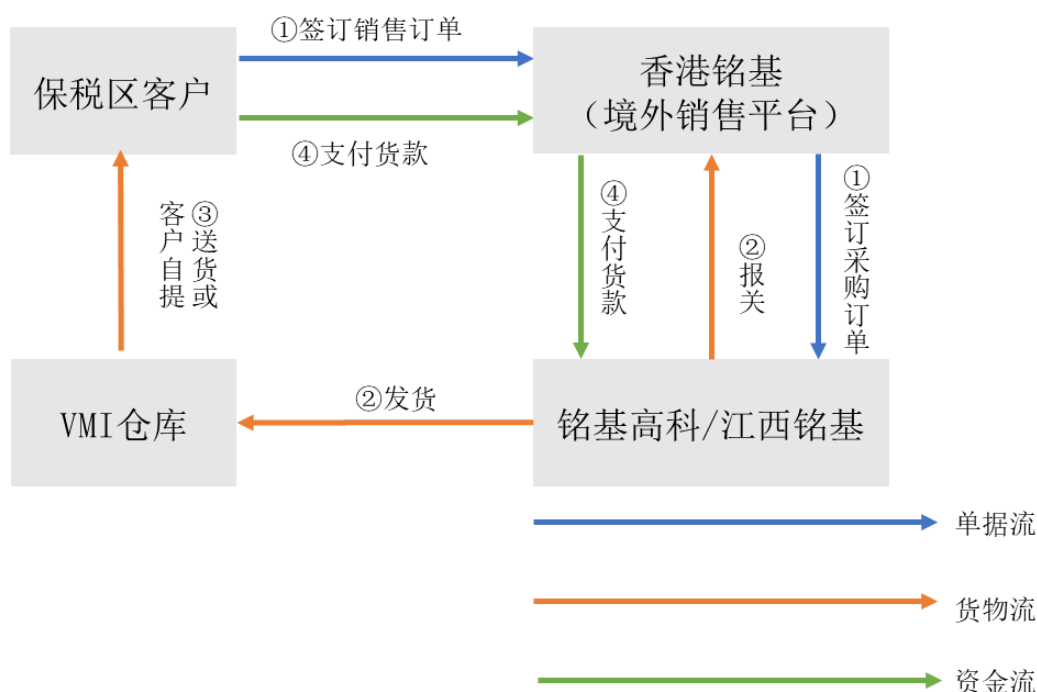 ①签订销售订单
保税区客户
香港铭基
（境外销售平台）
④支付货款
③送货或
客户自提
④支付货款
②报关
①签订采购订单
VMI仓库
②发货
铭基高科/江西铭基
单据流
货物流
资金流